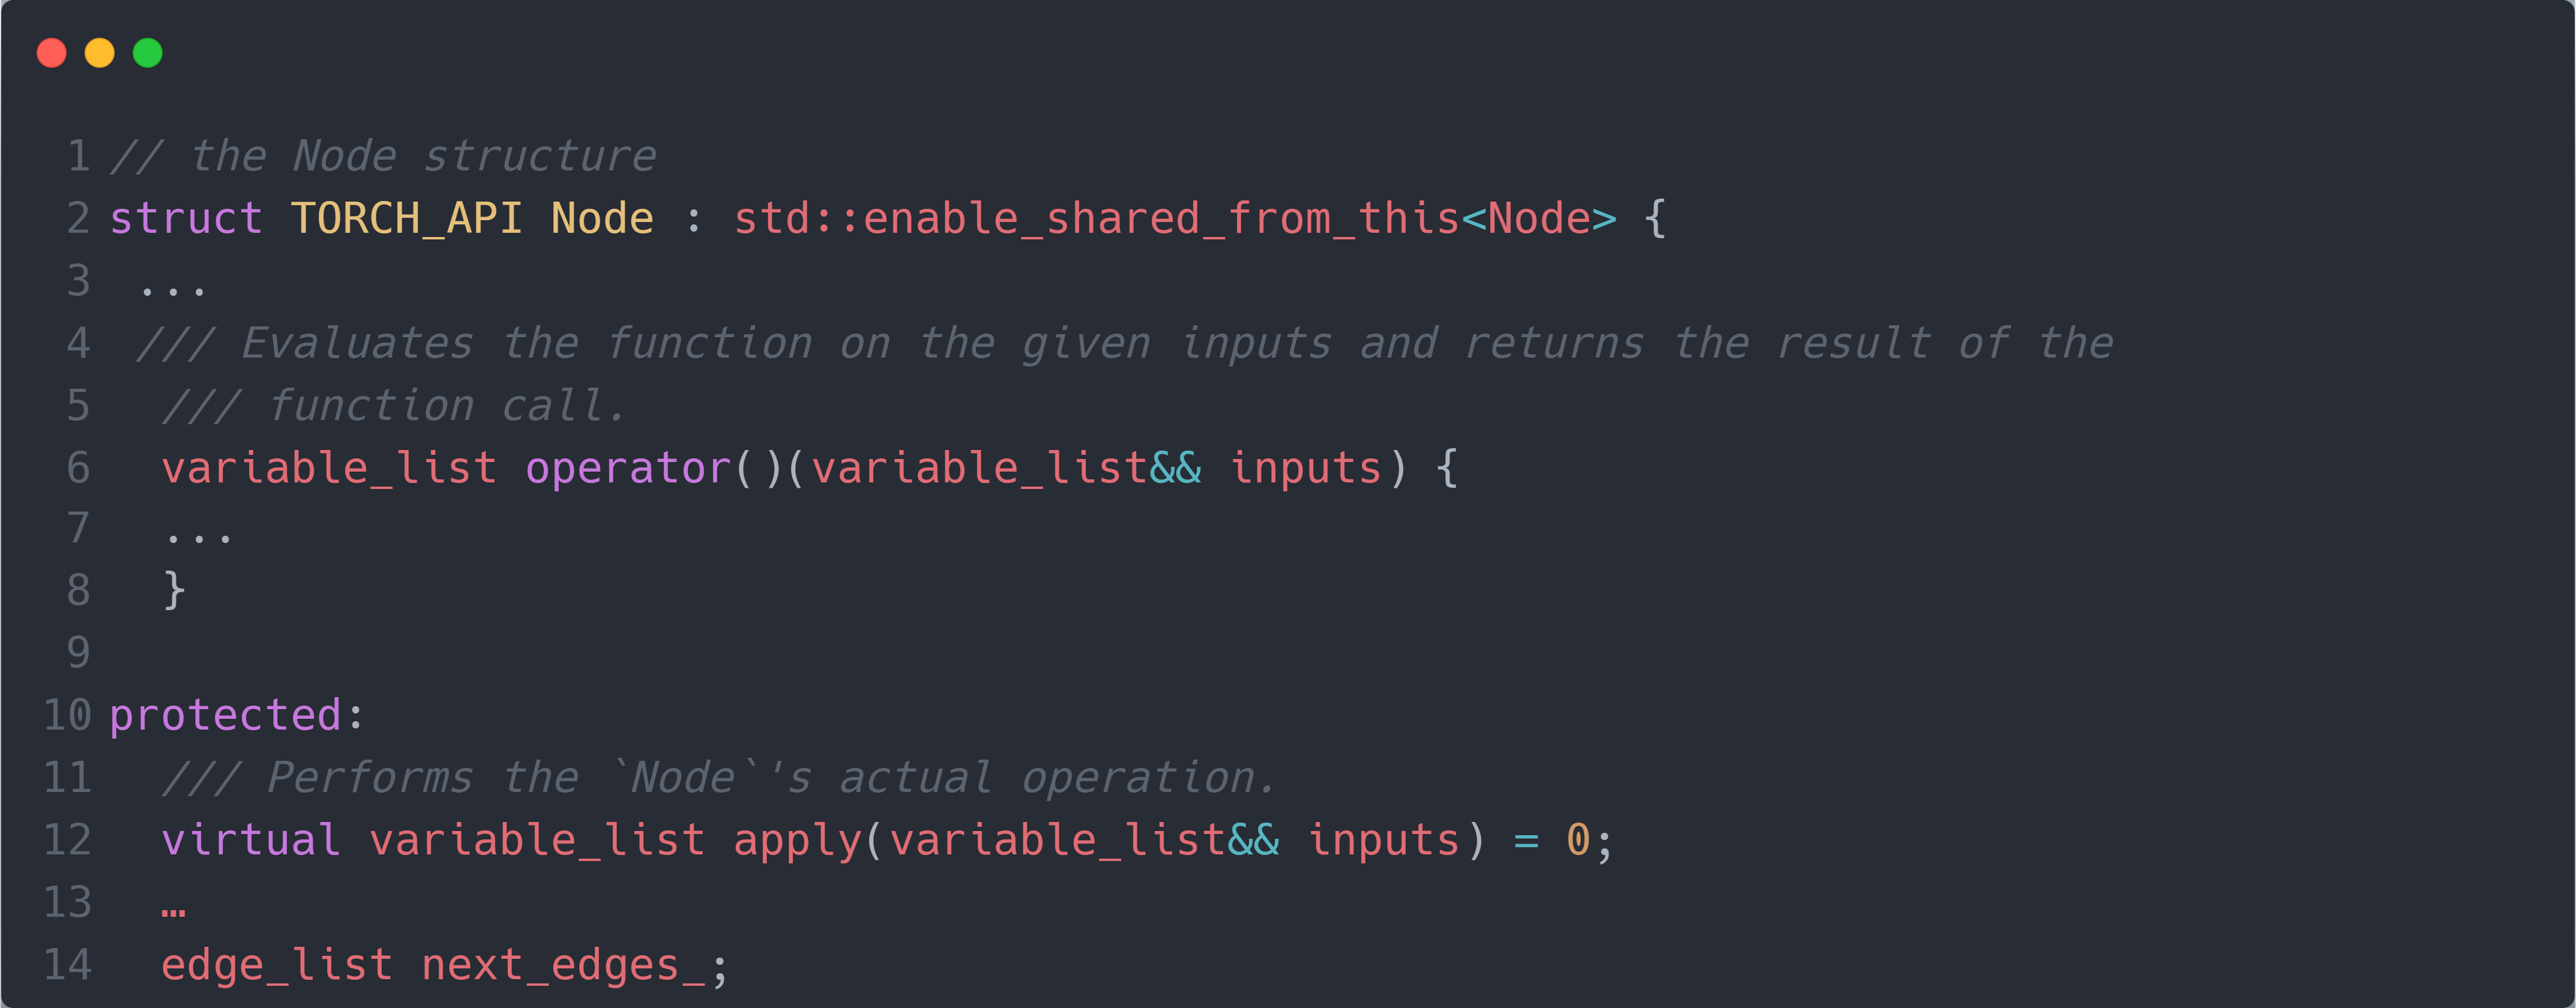 1 // the Node structure
2 struct TORCH_API Node : std::enable_shared_from_this<Node> {
3  ...
4  /// Evaluates the function on the given inputs and returns the result of the
5   /// function call.
6   variable_list operator()(variable_list&& inputs) {
7   ...
8   }
9
10 protected:
11   /// Performs the `Node`'s actual operation.
12   virtual variable_list apply(variable_list&& inputs) = 0;
13   …
14   edge_list next_edges_;